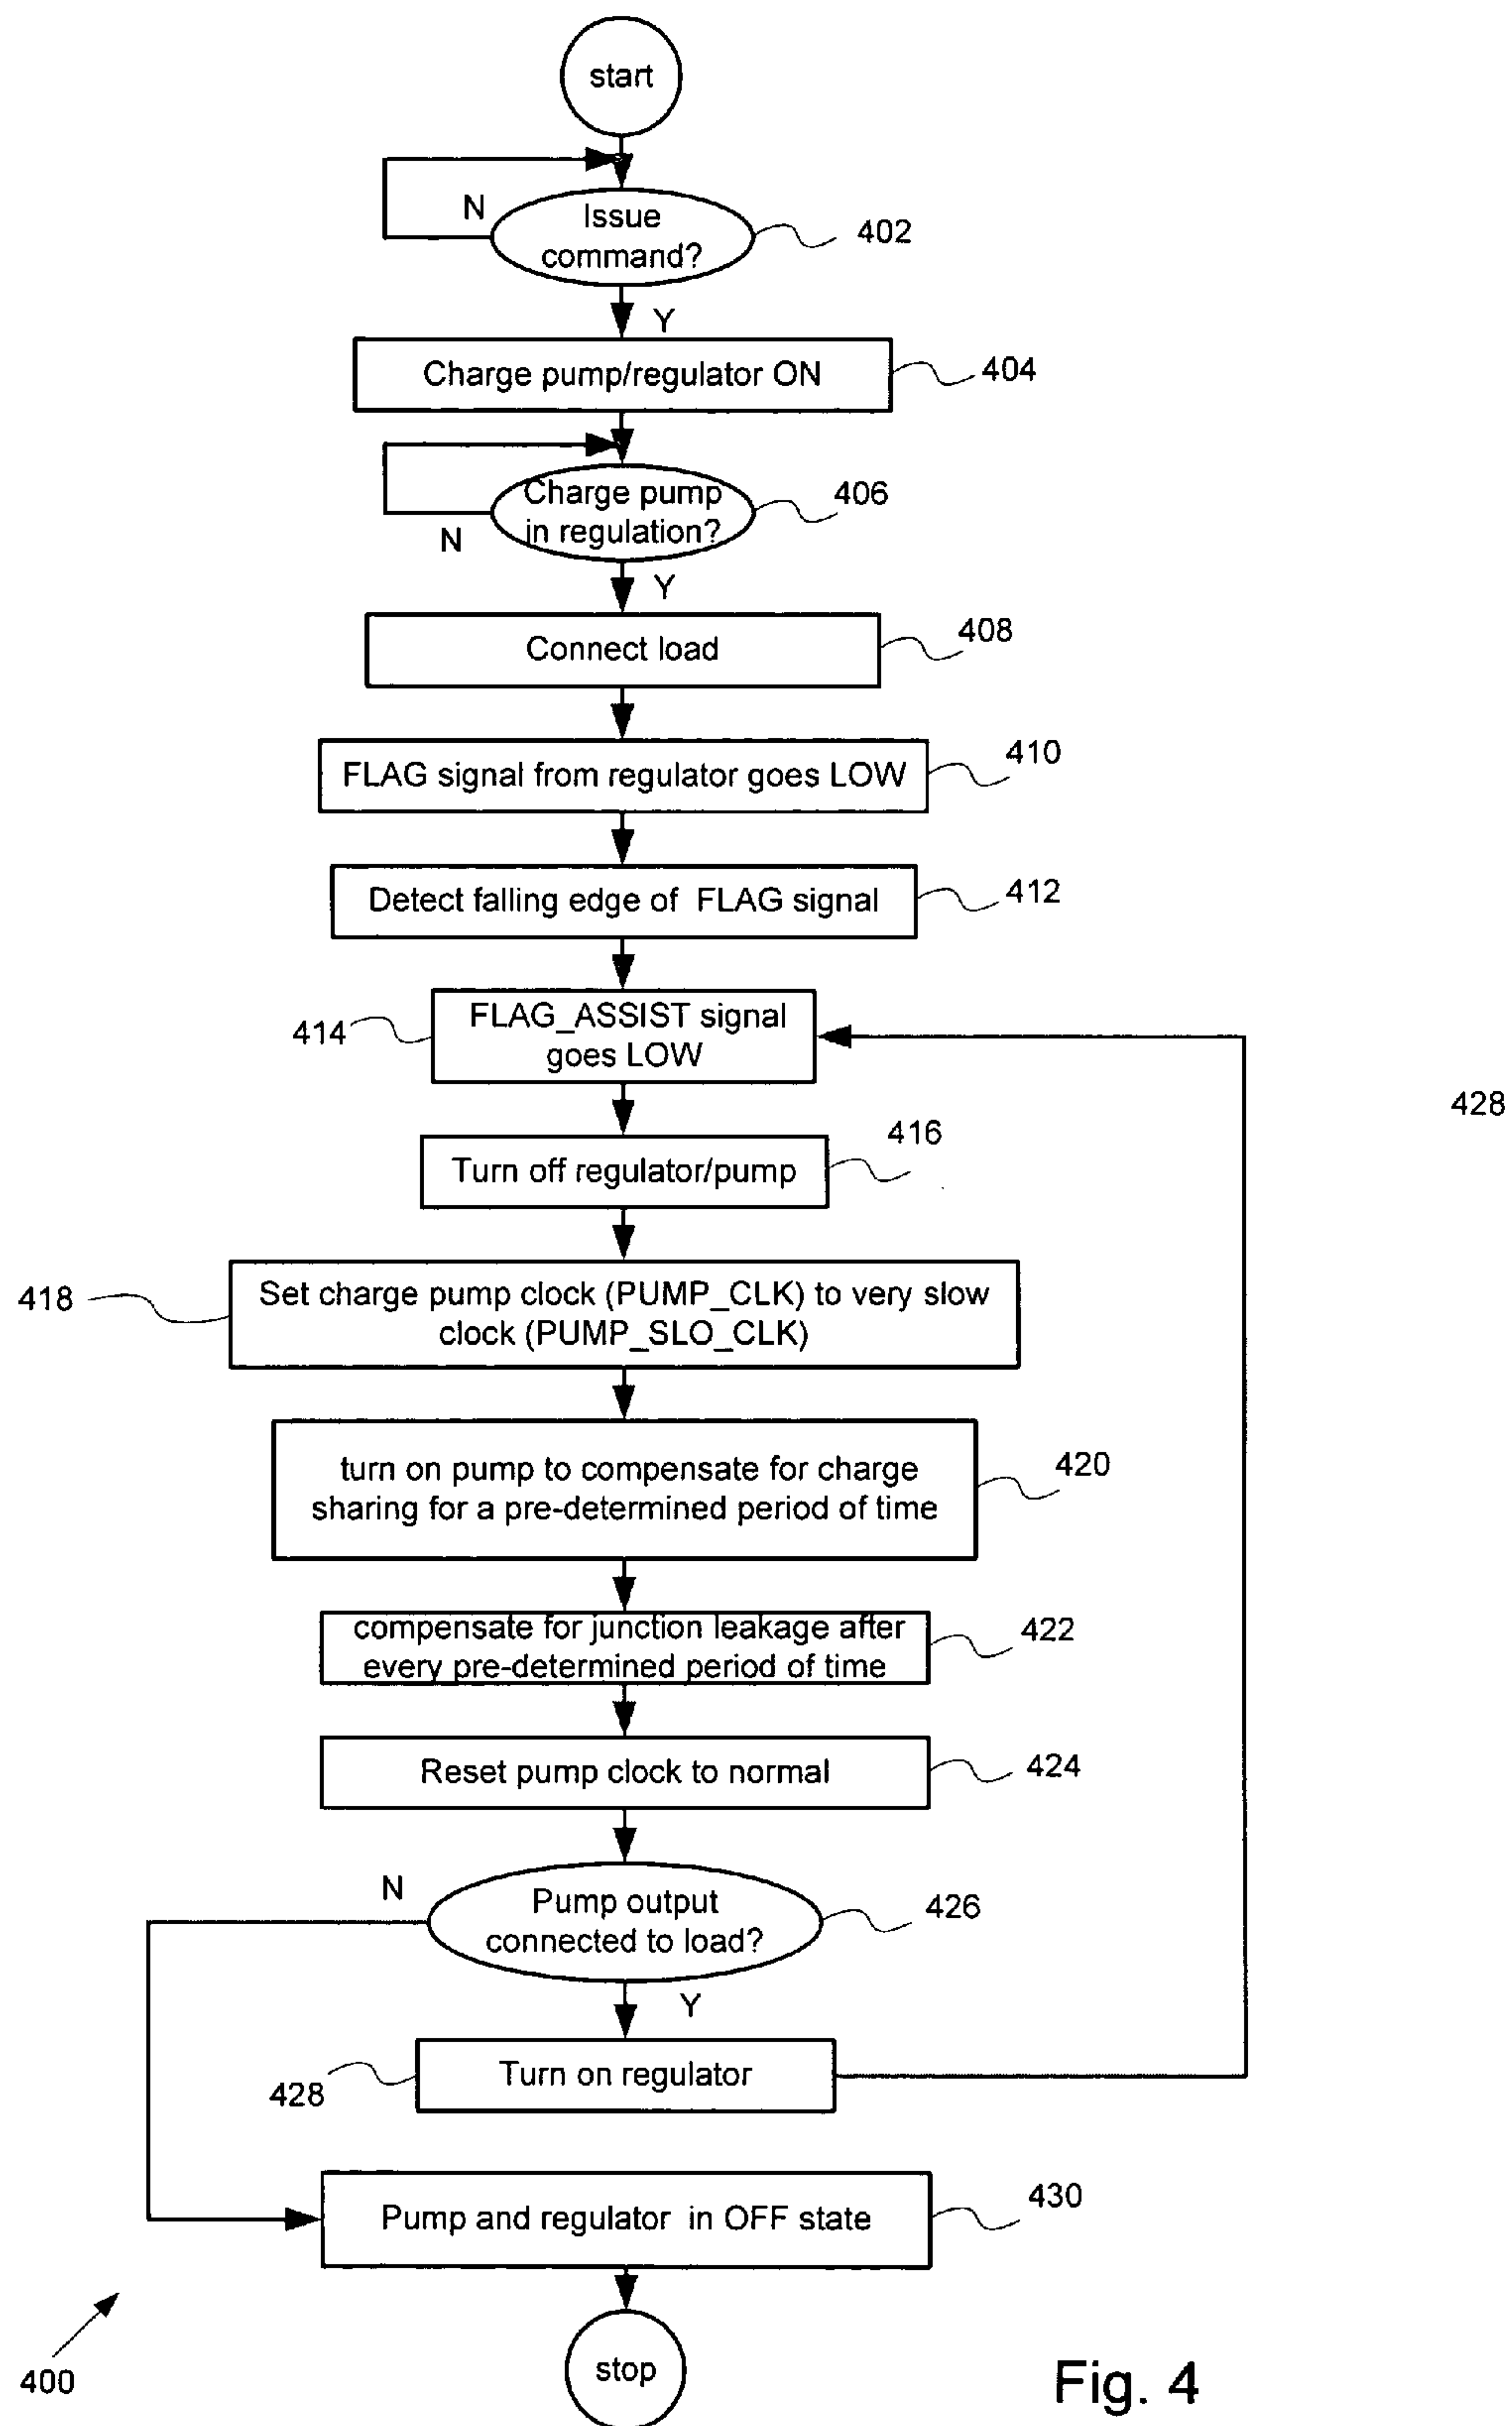 start
N
Issue
command?
402
Y
Charge pump/regulator ON
404
Charge pump
in regulation?
406
N
Y
Connect load
408
FLAG signal from regulator goes LOW
410
Detect falling edge of FLAG signal
412
FLAG_ASSIST signal
goes LOW
414
428
Turn off regulator/pump
416
Set charge pump clock (PUMP_CLK) to very slow
clock (PUMP_SLO_CLK)
418
turn on pump to compensate for charge
sharing for a pre-determined period of time
420
compensate for junction leakage after
every pre-determined period of time
422
Reset pump clock to normal
424
N
Pump output
connected to load?
426
Y
Turn on regulator
428
Pump and regulator in OFF state
430
400
stop
Fig. 4